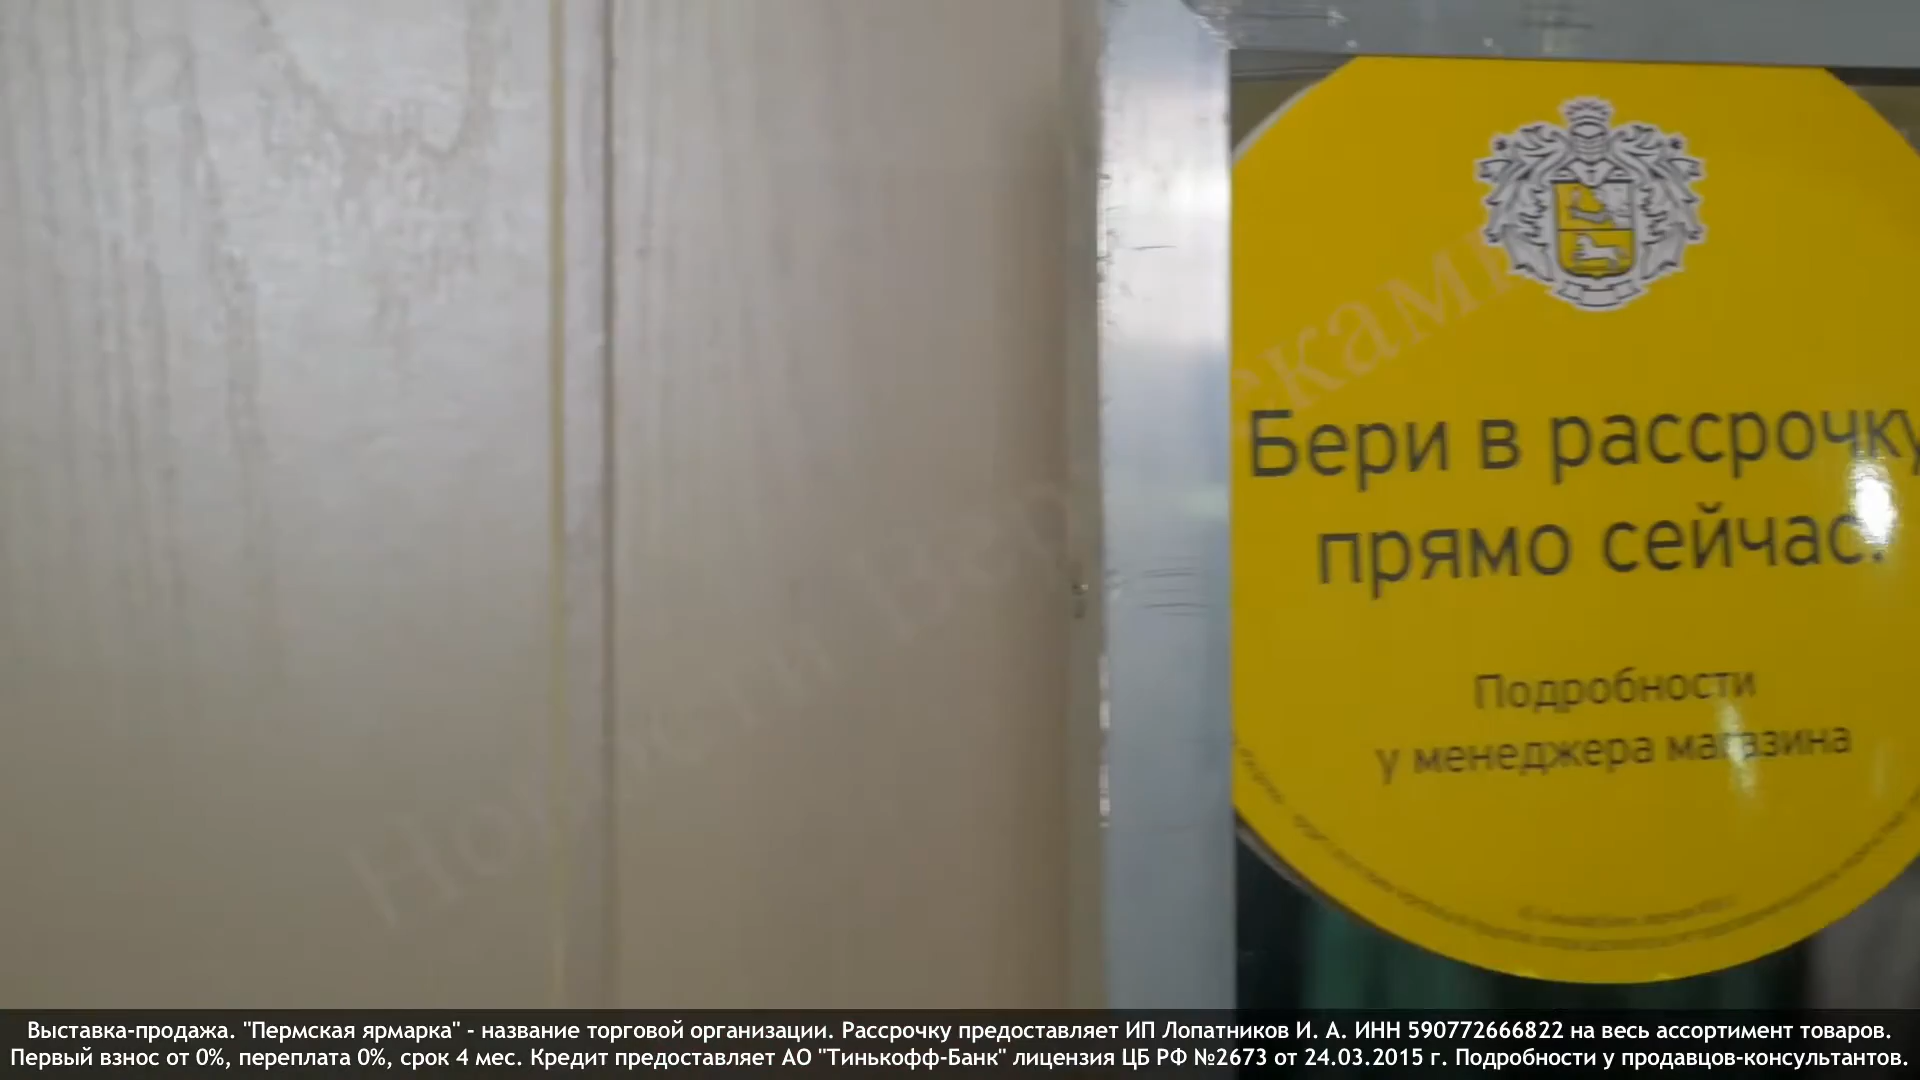 Бери в рассрочку
прямо сейчас!
Подробности
у менеджера магазина
Выставка-продажа. "Пермская ярмарка" - название торговой организации. Рассрочку предоставляет ИП Лопатников И. А. ИНН 590772666822 на весь ассортимент товаров.
Первый взнос от 0%, переплата 0%, срок 4 мес. Кредит предоставляет АО "Тинькофф-Банк" лицензия ЦБ РФ №2673 от 24.03.2015 г. Подробности у продавцов-консультантов.